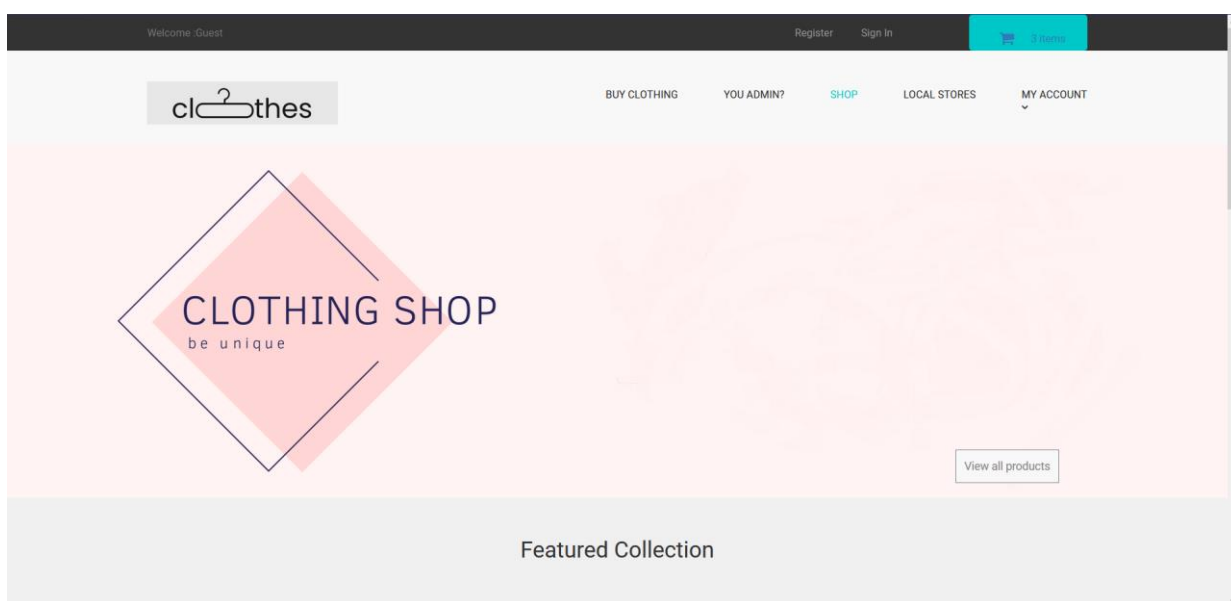 Welcome :Guest
Register Sign In 3 items
clothes
BUY CLOTHING YOU ADMIN? SHOP LOCAL STORES MY ACCOUNT
CLOTHING SHOP
be unique
View all products
Featured Collection